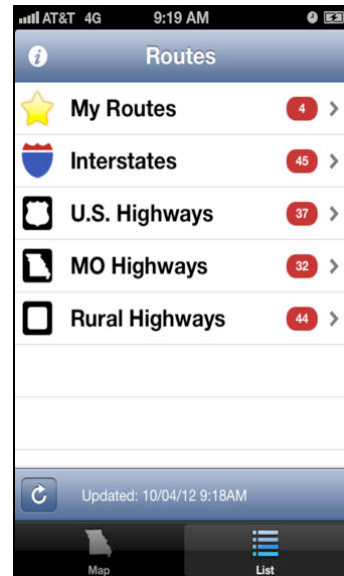 AT&T 4G 9:19 AM
i Routes
My Routes 4
Interstates 45
U.S. Highways 37
MO Highways 32
Rural Highways 44
Updated: 10/04/12 9:18AM
Map List